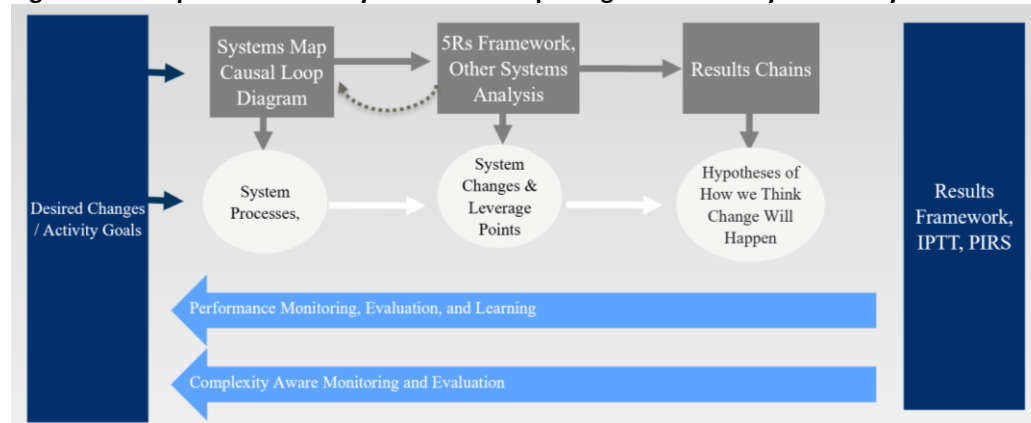 Systems Map
Causal Loop
Diagram
5Rs Framework,
Other Systems
Analysis
Results Chains
Desired Changes
/ Activity Goals
System
Processes,
System
Changes &
Leverage
Points
Hypotheses of
How we Think
Change Will
Happen
Results
Framework,
IPTT, PIRS
Performance Monitoring, Evaluation, and Learning
Complexity Aware Monitoring and Evaluation